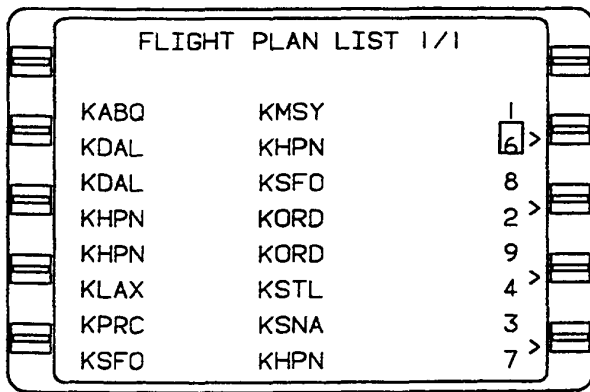 FLIGHT PLAN LIST 1/1
KABQ KMSY 1
KDAL KHPN 6 >
KDAL KSFO 8
KHPN KORD 2 >
KHPN KORD 9
KLAX KSTL 4 >
KPRC KSNA 3
KSFO KHPN 7 >